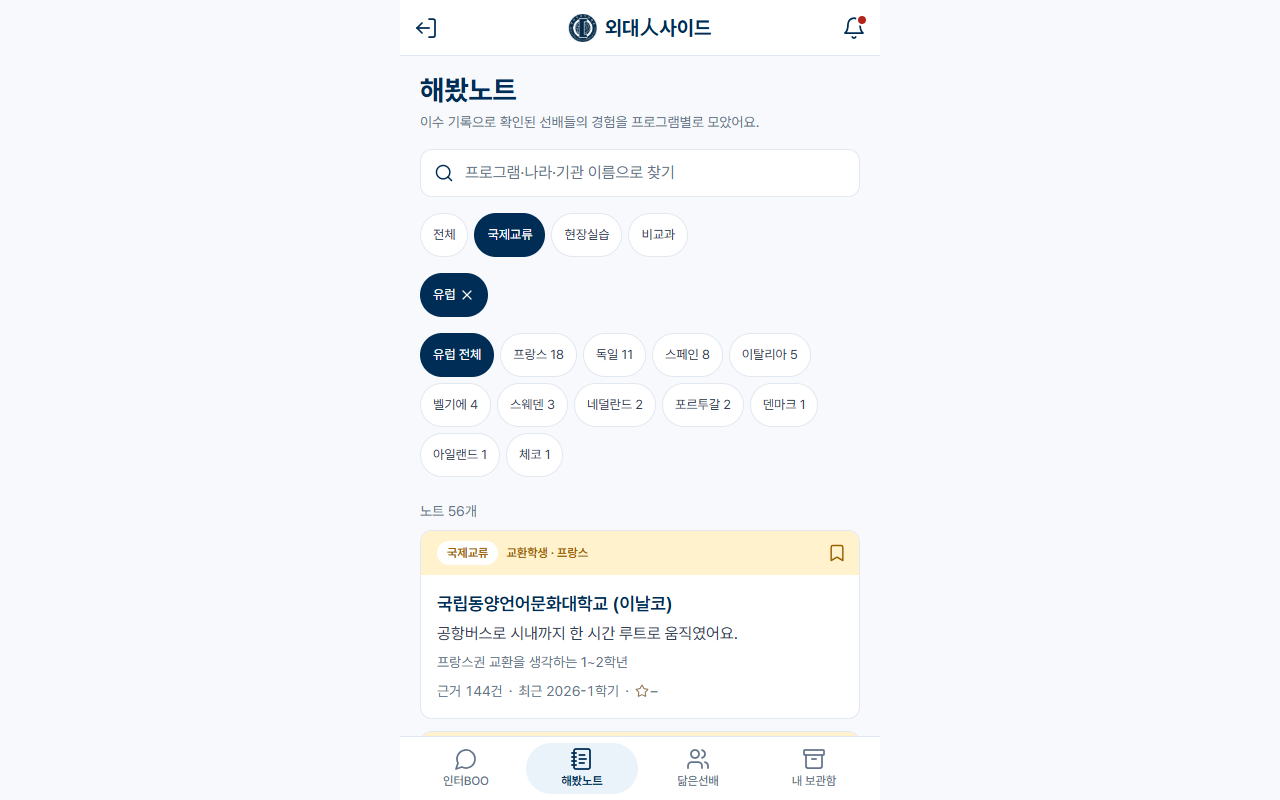 외대人사이드
해봤노트
이수 기록으로 확인된 선배들의 경험을 프로그램별로 모았어요.
프로그램·나라·기관 이름으로 찾기
전체 국제교류 현장실습 비교과
유럽
유럽 전체 프랑스 18 독일 11 스페인 8 이탈리아 5
벨기에 4 스웨덴 3 네덜란드 2 포르투갈 2 덴마크 1
아일랜드 1 체코 1
노트 56개
국제교류 교환학생 · 프랑스
국립동양언어문화대학교 (이날코)
공항버스로 시내까지 한 시간 루트로 움직였어요.
프랑스권 교환을 생각하는 1~2학년
근거 144건 · 최근 2026-1학기 · ☆–
인터BOO 해봤노트 닮은선배 내 보관함